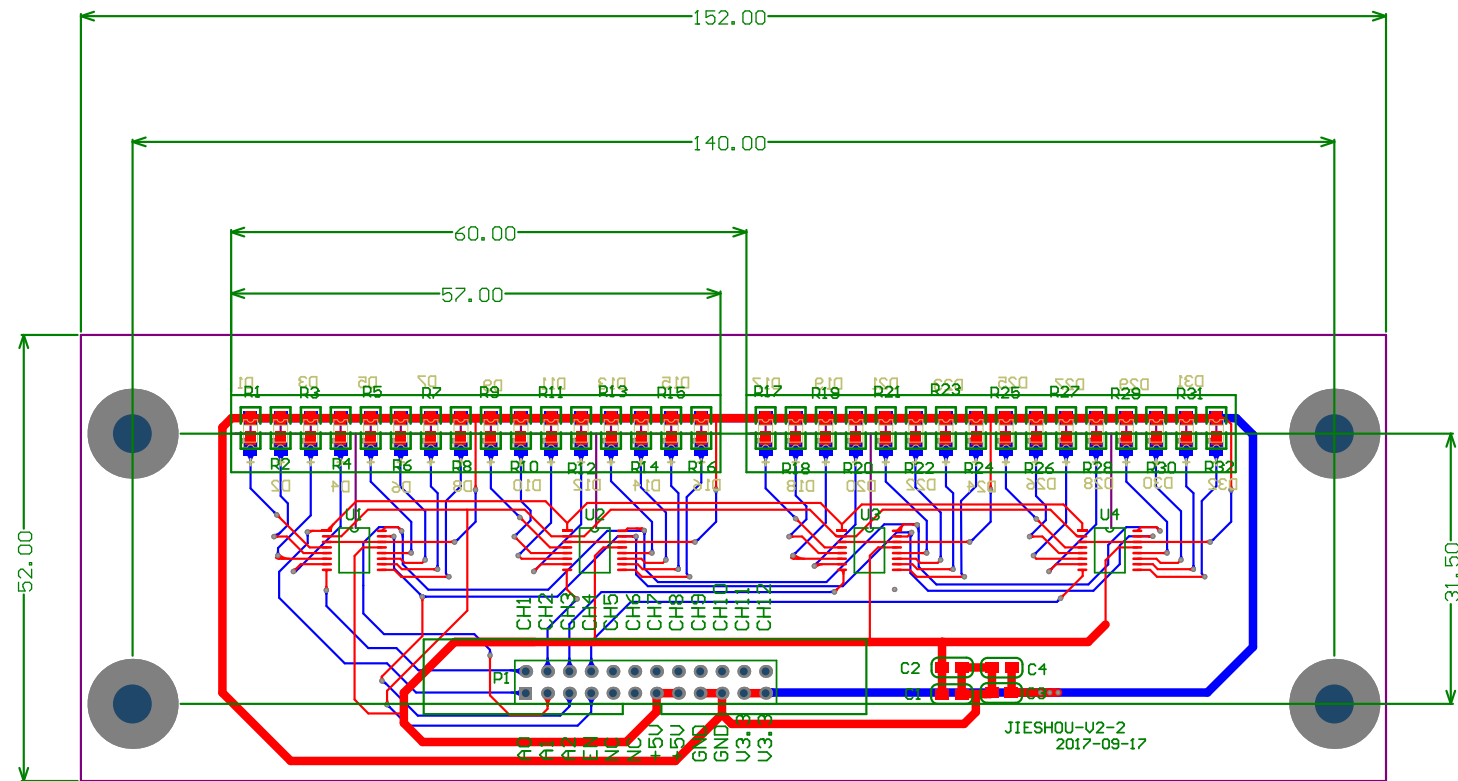 152.00
140.00
60.00
57.00
D1 D3 D5 D7 D9 D11 D13 D15 D17 D19 D21 D23 D25 D27 D29 D31
R1 R3 R5 R7 R9 R11 R13 R15 R17 R19 R21 R23 R25 R27 R29 R31
R2 R4 R6 R8 R10 R12 R14 R16 R18 R20 R22 R24 R26 R28 R30 R32
D2 D4 D6 D8 D10 D12 D14 D16 D18 D20 D22 D24 D26 D28 D30 D32
U1 U2 U3 U4
52.00
31.50
CH1
CH2
CH3
CH4
CH5
CH6
CH7
CH8
CH9
CH10
CH11
CH12
P1
C2 C4
C1 C3
A0
A1
A2
EN
NC
NC
+5V
+5V
GND
GND
V3.3
V3.3
JIESHOU-V2-2
2017-09-17